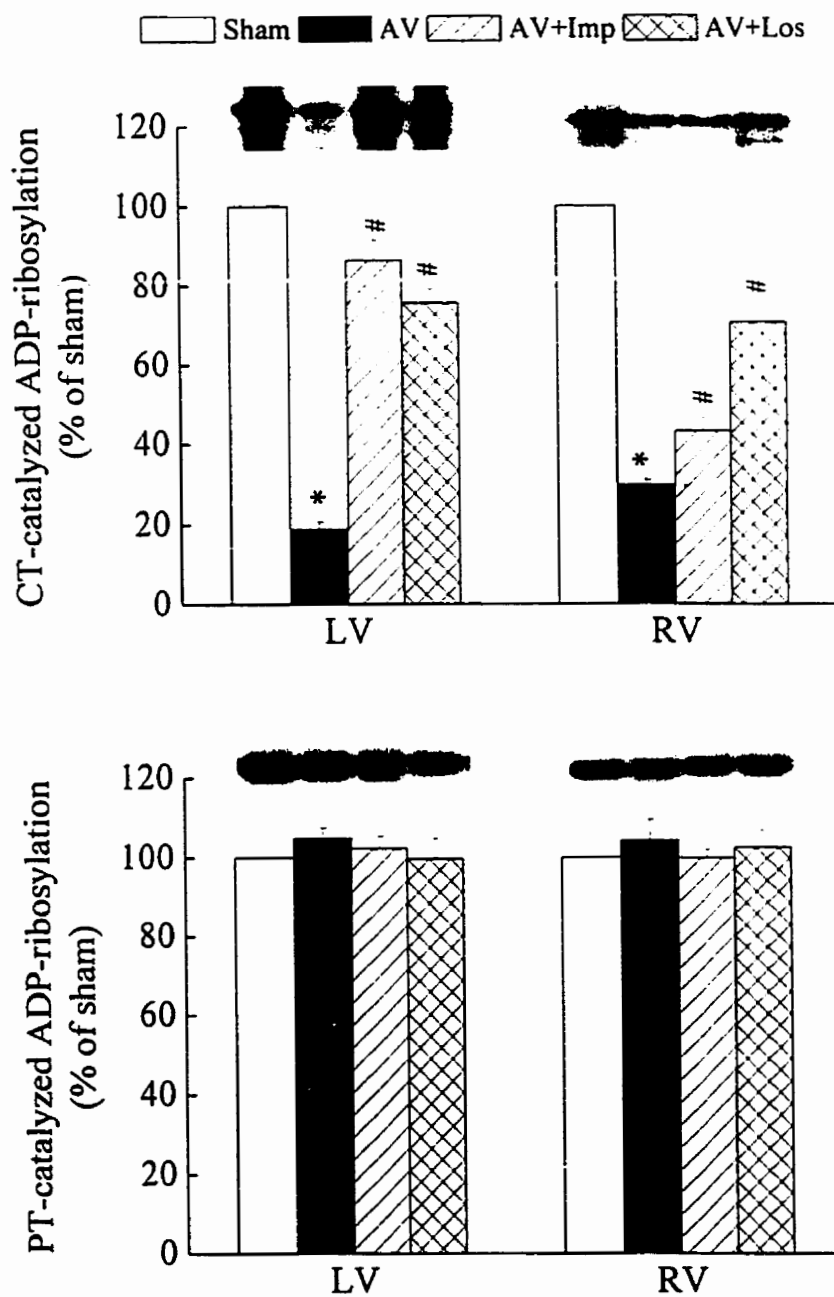 Sham AV AV+Imp AV+Los
CT-catalyzed ADP-ribosylation
(% of sham)
120
100
80
60
40
20
0
#
#
*
#
#
*
LV RV
PT-catalyzed ADP-ribosylation
(% of sham)
120
100
80
60
40
20
0
LV RV